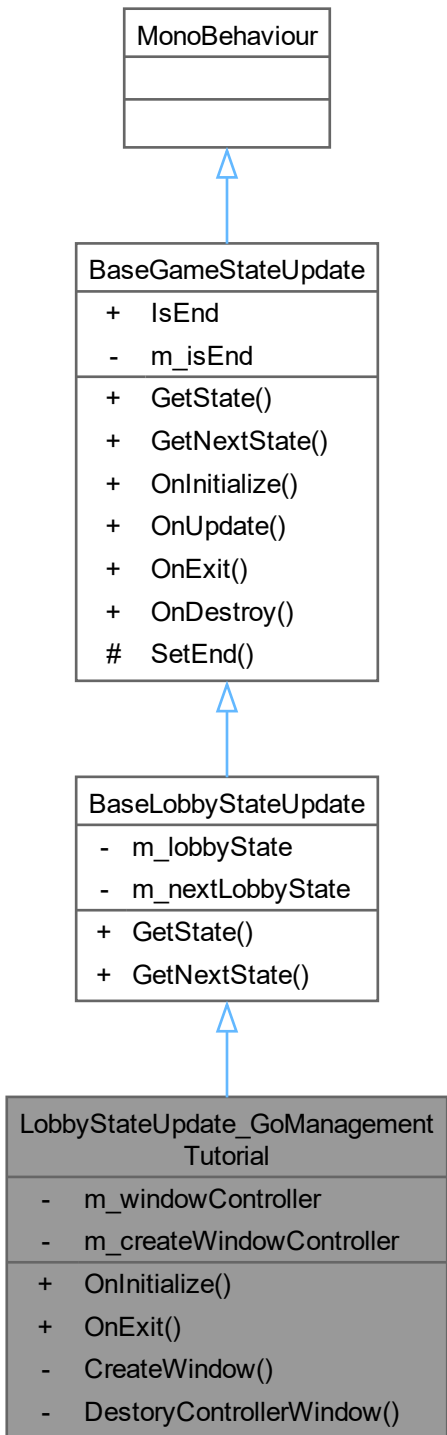 MonoBehaviour
BaseGameStateUpdate
+ IsEnd
- m_isEnd
+ GetState()
+ GetNextState()
+ OnInitialize()
+ OnUpdate()
+ OnExit()
+ OnDestroy()
# SetEnd()
BaseLobbyStateUpdate
- m_lobbyState
- m_nextLobbyState
+ GetState()
+ GetNextState()
LobbyStateUpdate_GoManagement
Tutorial
- m_windowController
- m_createWindowController
+ OnInitialize()
+ OnExit()
- CreateWindow()
- DestoryControllerWindow()